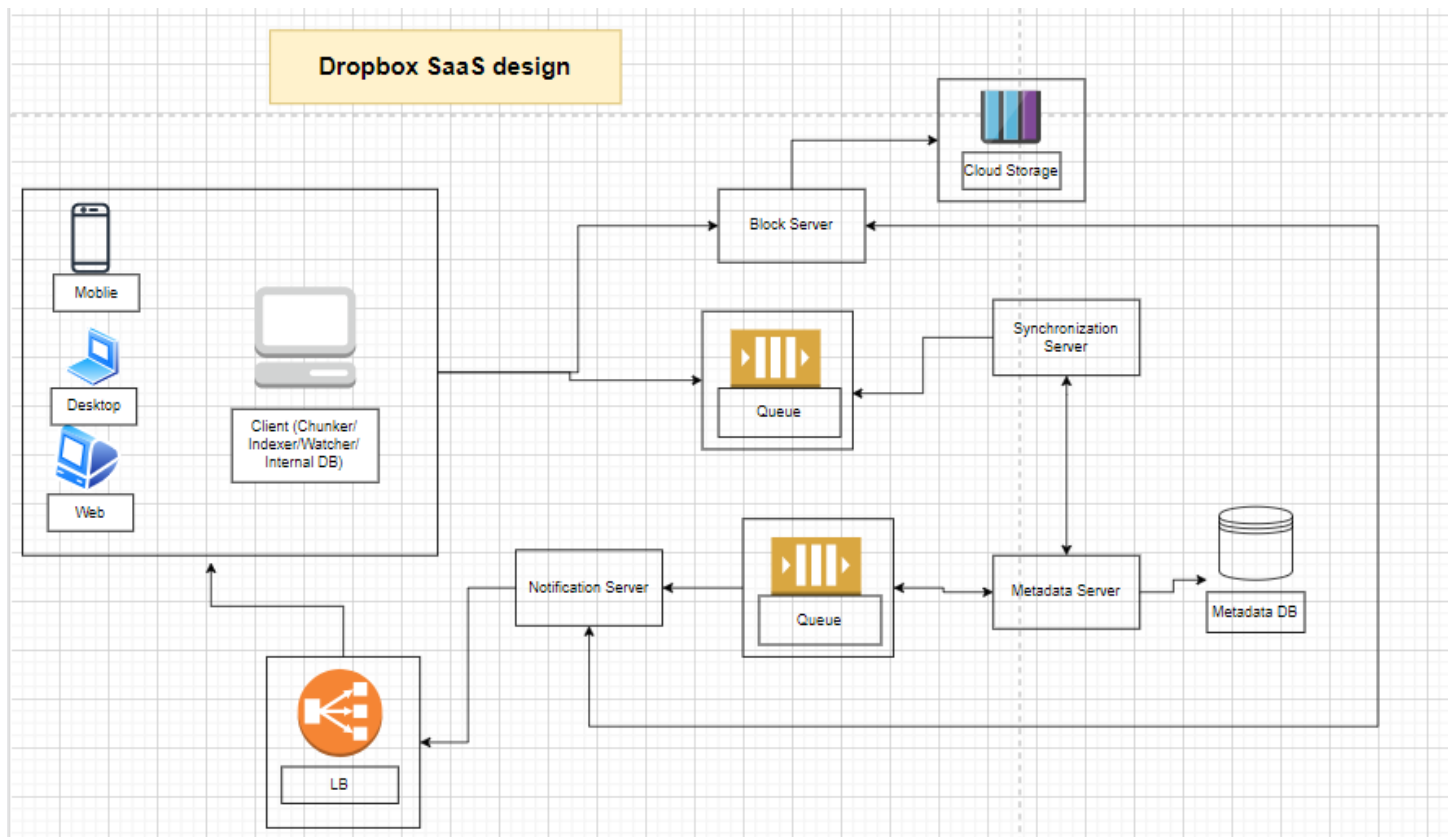 Dropbox SaaS design
Cloud Storage
Block Server
Moblie
Synchronization
Server
Desktop
Queue
Client (Chunker/
Indexer/Watcher/
Internal DB)
Web
Notification Server
Queue
Metadata Server
Metadata DB
LB